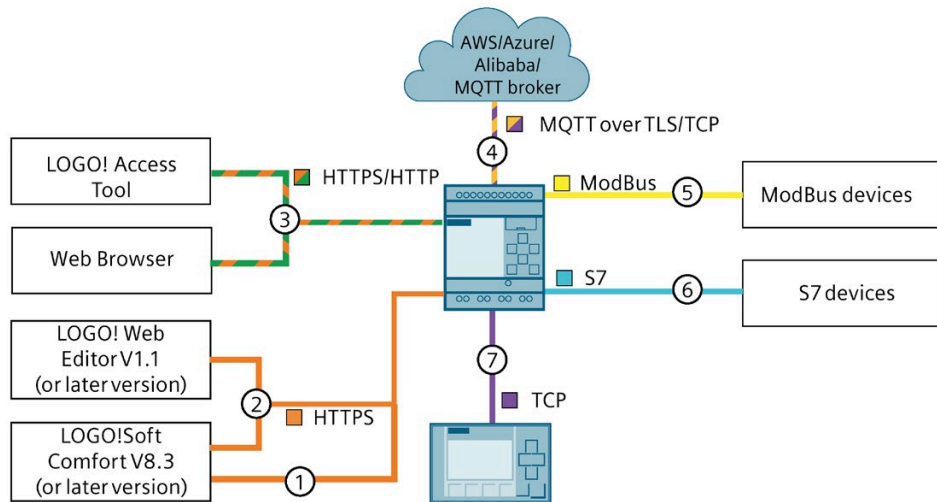 AWS/Azure/
Alibaba/
MQTT broker
MQTT over TLS/TCP
4
LOGO! Access
Tool
HTTPS/HTTP
3
Web Browser
ModBus
5
ModBus devices
S7
6
S7 devices
LOGO! Web
Editor V1.1
(or later version)
2
HTTPS
LOGO!Soft
Comfort V8.3
(or later version)
1
7
TCP